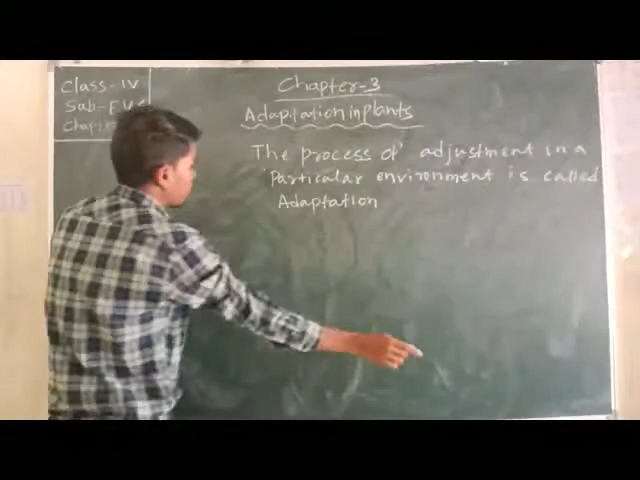 Class-IV
Sub-EVS
Chapter-3
Adaptation in plants
The process of adjustment in a
Particular environment is called
Adaptation